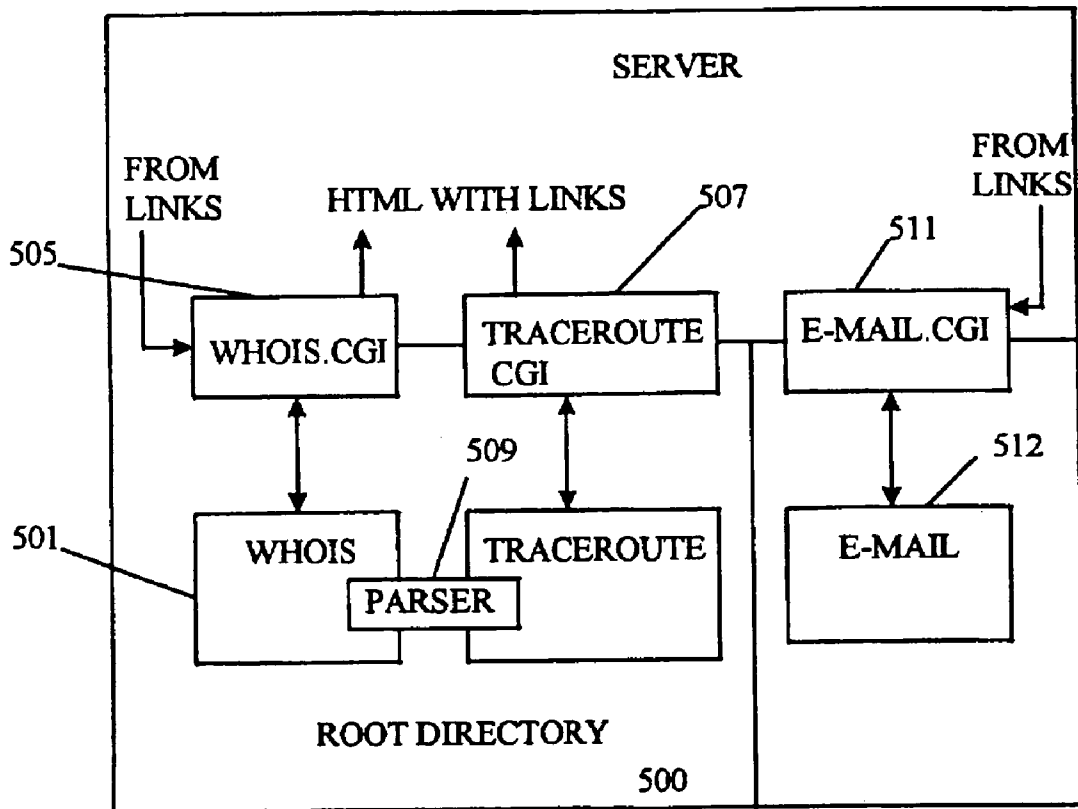 SERVER
FROM
LINKS
HTML WITH LINKS
507
FROM
LINKS
505
511
WHOIS.CGI
TRACEROUTE
CGI
E-MAIL.CGI
509
512
501
WHOIS
TRACEROUTE
E-MAIL
PARSER
ROOT DIRECTORY
500